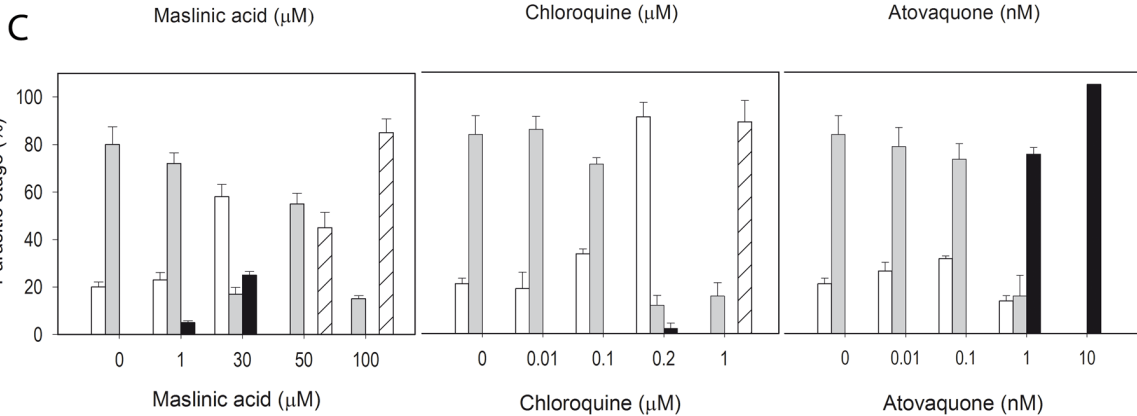 Maslinic acid (μM) Chloroquine (μM) Atovaquone (nM)
C
100
80
60
40
20
0
Parasitic stage (%)
0 1 30 50 100 0 0.01 0.1 0.2 1 0 0.01 0.1 1 10
Maslinic acid (μM) Chloroquine (μM) Atovaquone (nM)